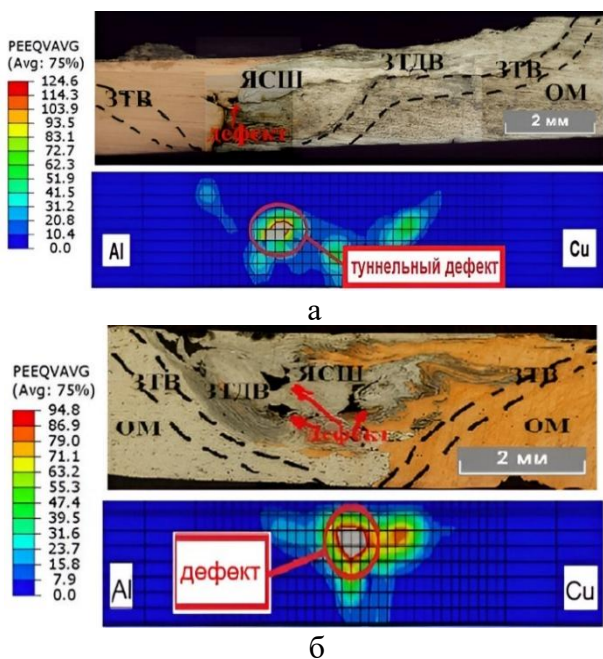 PEEQVAVG
(Avg: 75%)
124.6
114.3
103.9
93.5
83.1
72.7
62.3
51.9
41.5
31.2
20.8
10.4
0.0
ЗТВ
ЯСШ
ЗТДВ
ЗТВ
ОМ
дефект
2 мм
Al
Cu
туннельный дефект
а
PEEQVAVG
(Avg: 75%)
94.8
86.9
79.0
71.1
63.2
55.3
47.4
39.5
31.6
23.7
15.8
7.9
0.0
ЗТВ
ЗТДВ
ЯСШ
ЗТВ
ОМ
ОМ
Дефект
2 ми
дефект
Al
Cu
б